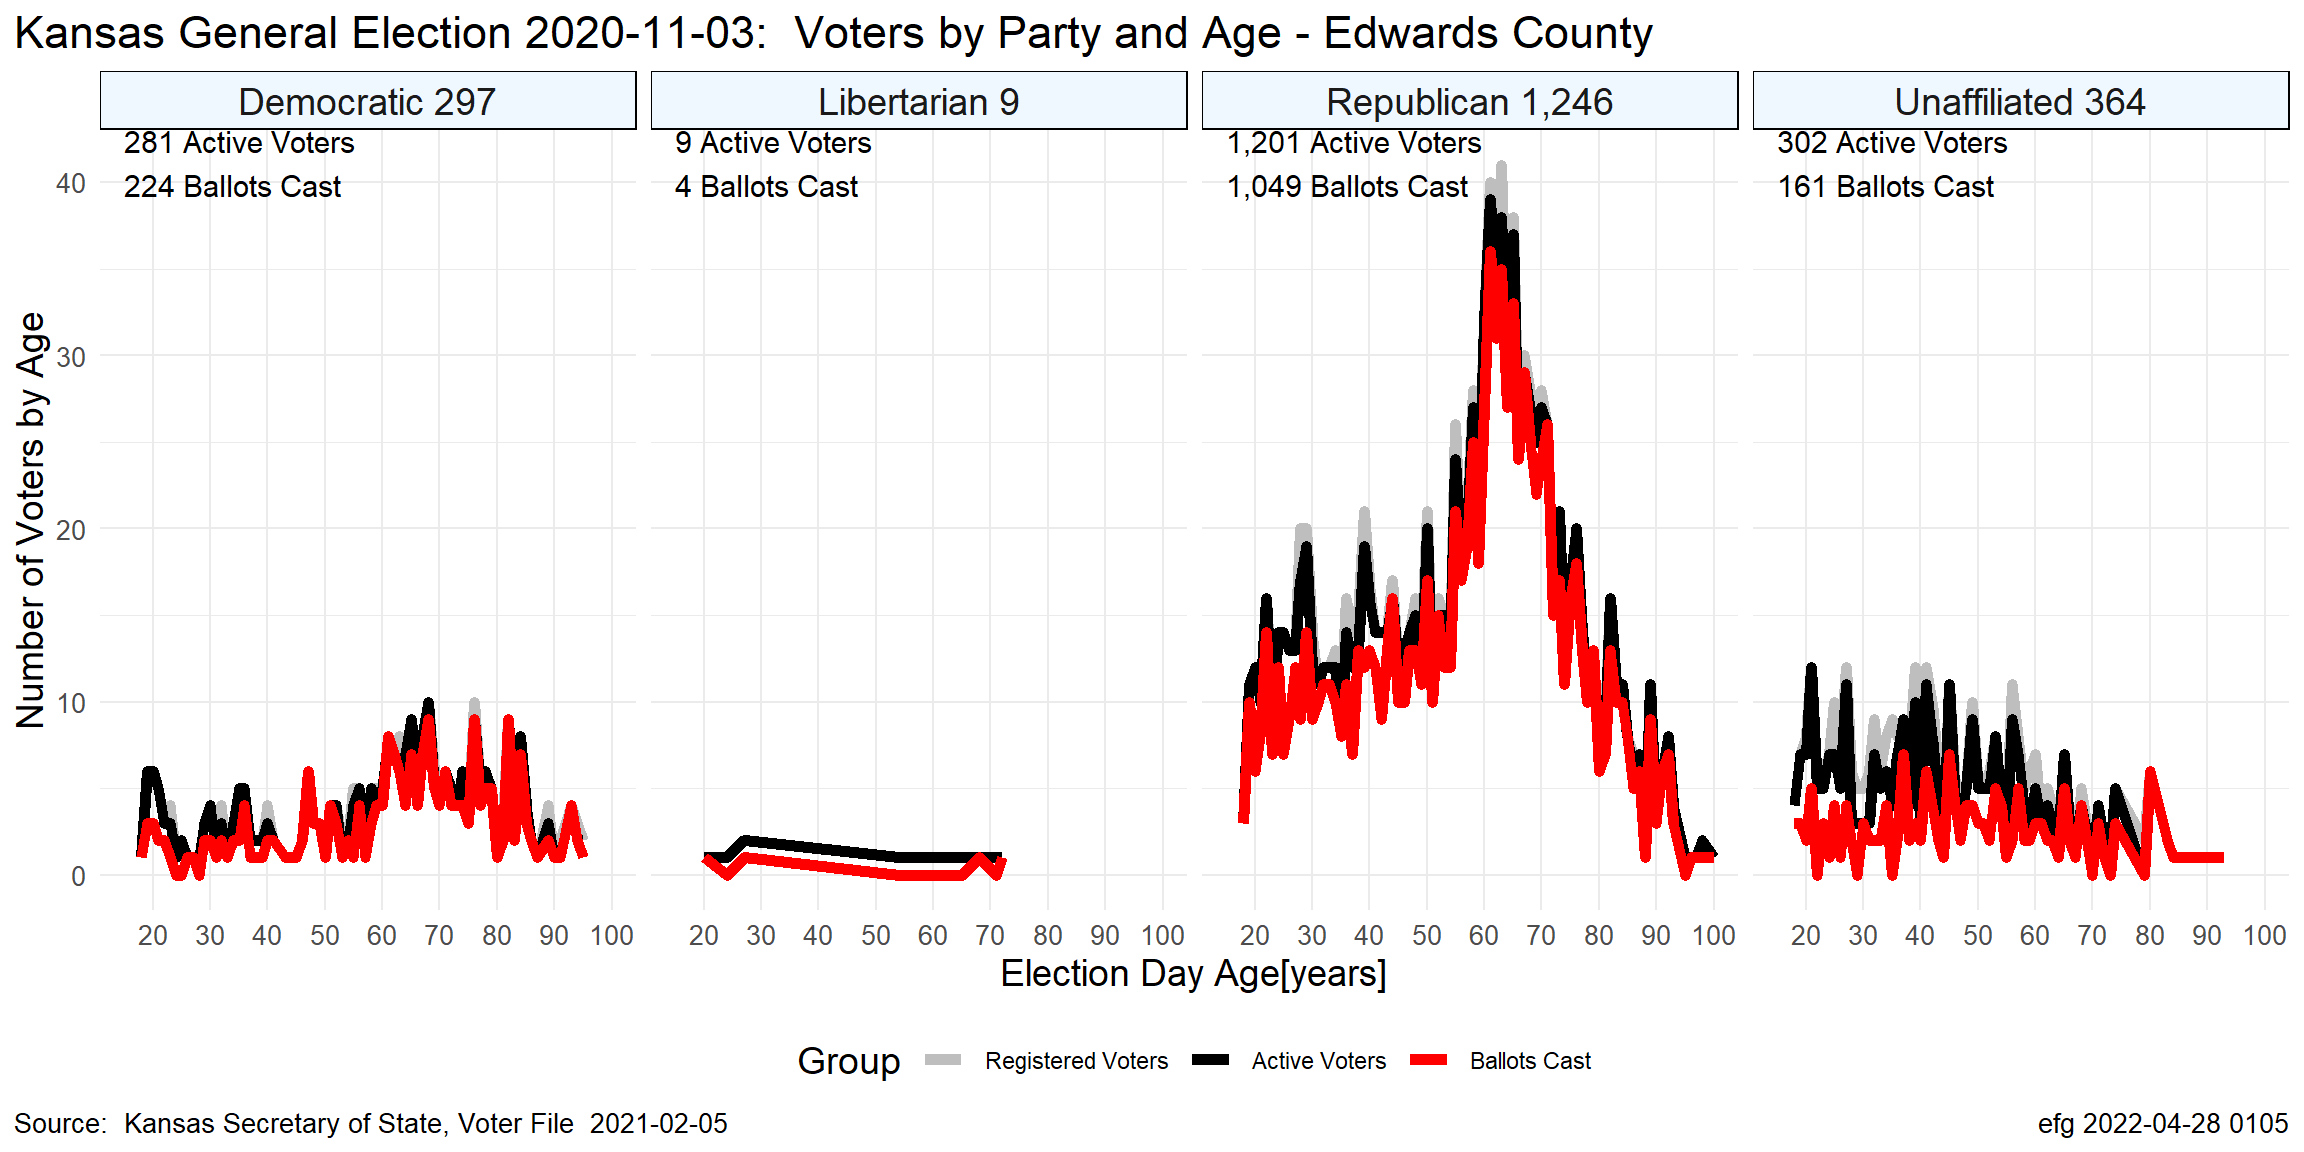 Kansas General Election 2020-11-03:  Voters by Party and Age - Edwards County
Democratic 297
Libertarian 9
Republican 1,246
Unaffiliated 364
281 Active Voters
224 Ballots Cast
9 Active Voters
4 Ballots Cast
1,201 Active Voters
1,049 Ballots Cast
302 Active Voters
161 Ballots Cast
Number of Voters by Age
40
30
20
10
0
20 30 40 50 60 70 80 90 100
20 30 40 50 60 70 80 90 100
20 30 40 50 60 70 80 90 100
20 30 40 50 60 70 80 90 100
Election Day Age[years]
Group Registered Voters Active Voters Ballots Cast
Source:  Kansas Secretary of State, Voter File  2021-02-05
efg 2022-04-28 0105